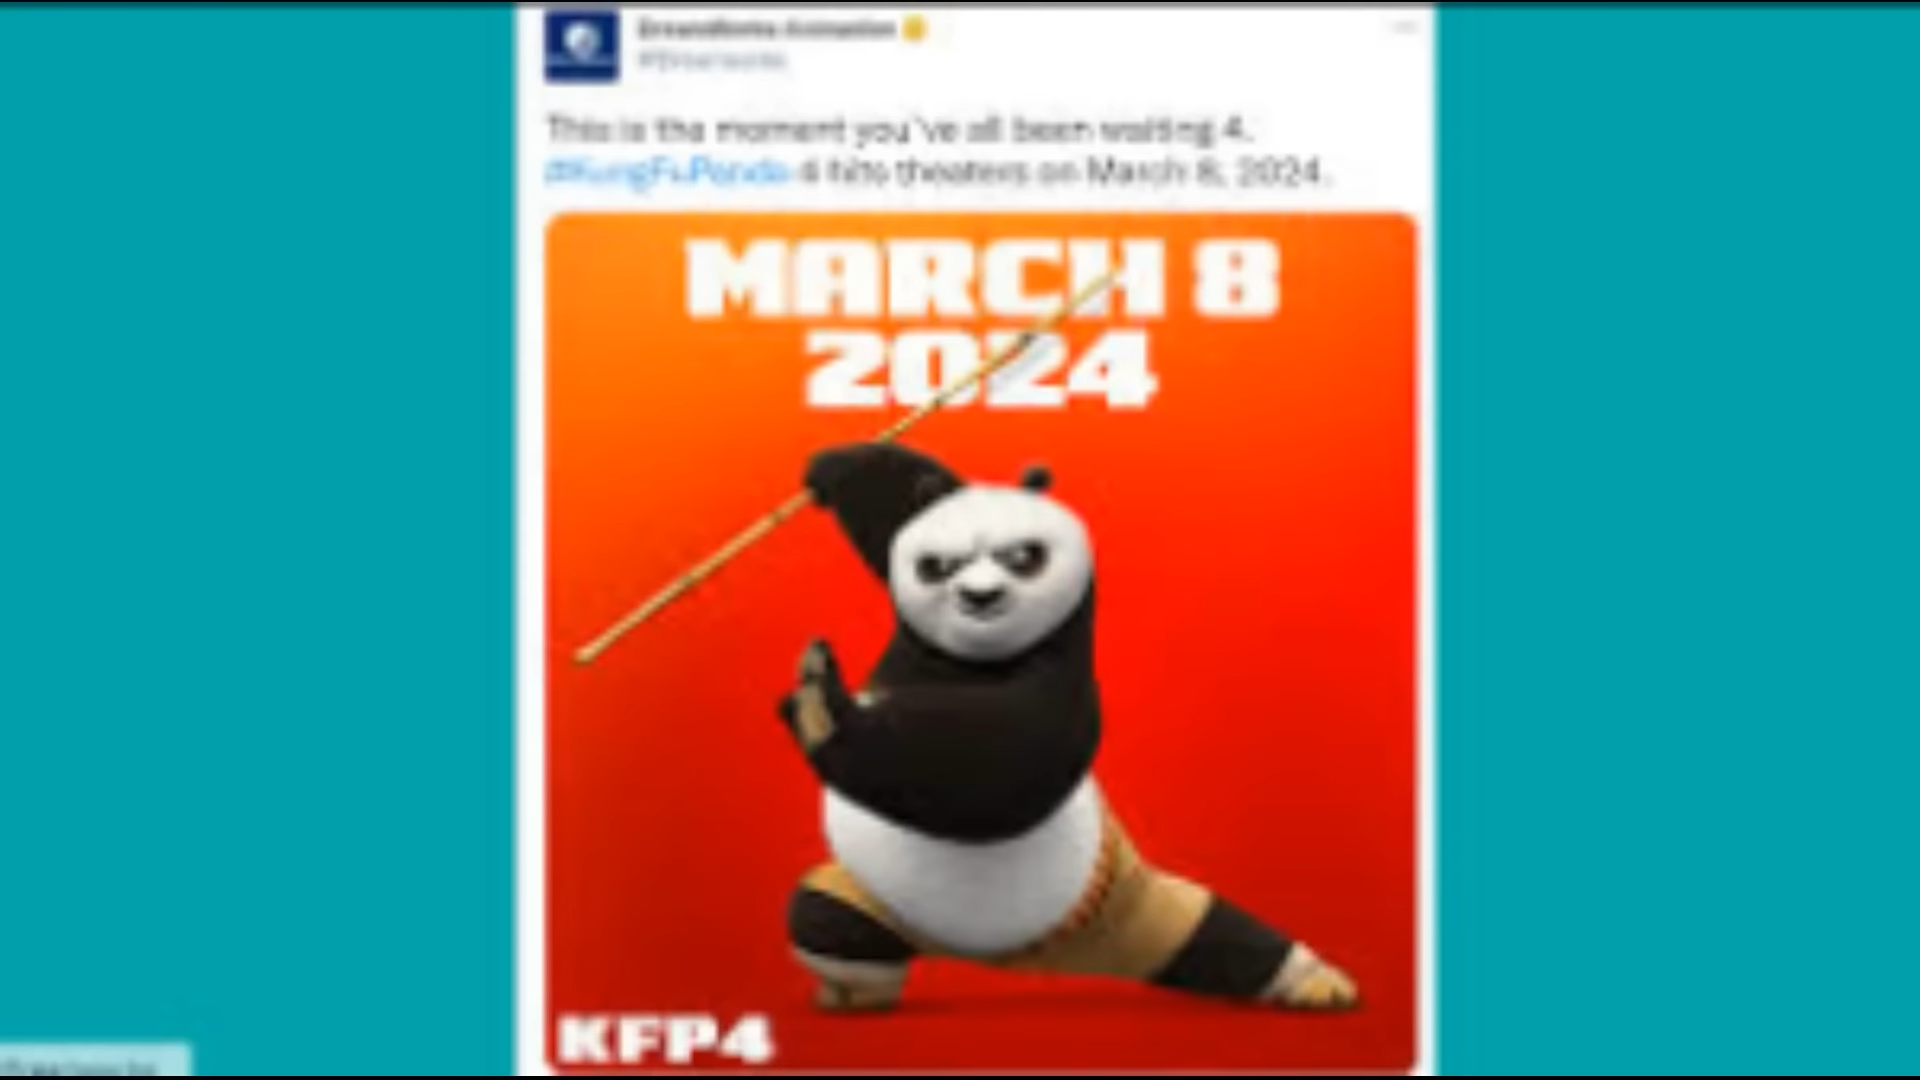 DreamWorks Animation
@Dreamworks
This is the moment you've all been waiting 4.
#KungFuPanda 4 hits theaters on March 8, 2024.
MARCH 8
2024
KFP4